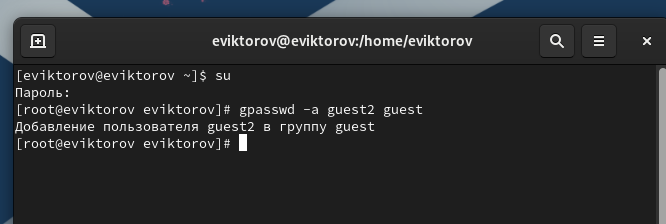 eviktorov@eviktorov:/home/eviktorov
[eviktorov@eviktorov ~]$ su
Пароль:
[root@eviktorov eviktorov]# gpasswd -a guest2 guest
Добавление пользователя guest2 в группу guest
[root@eviktorov eviktorov]#